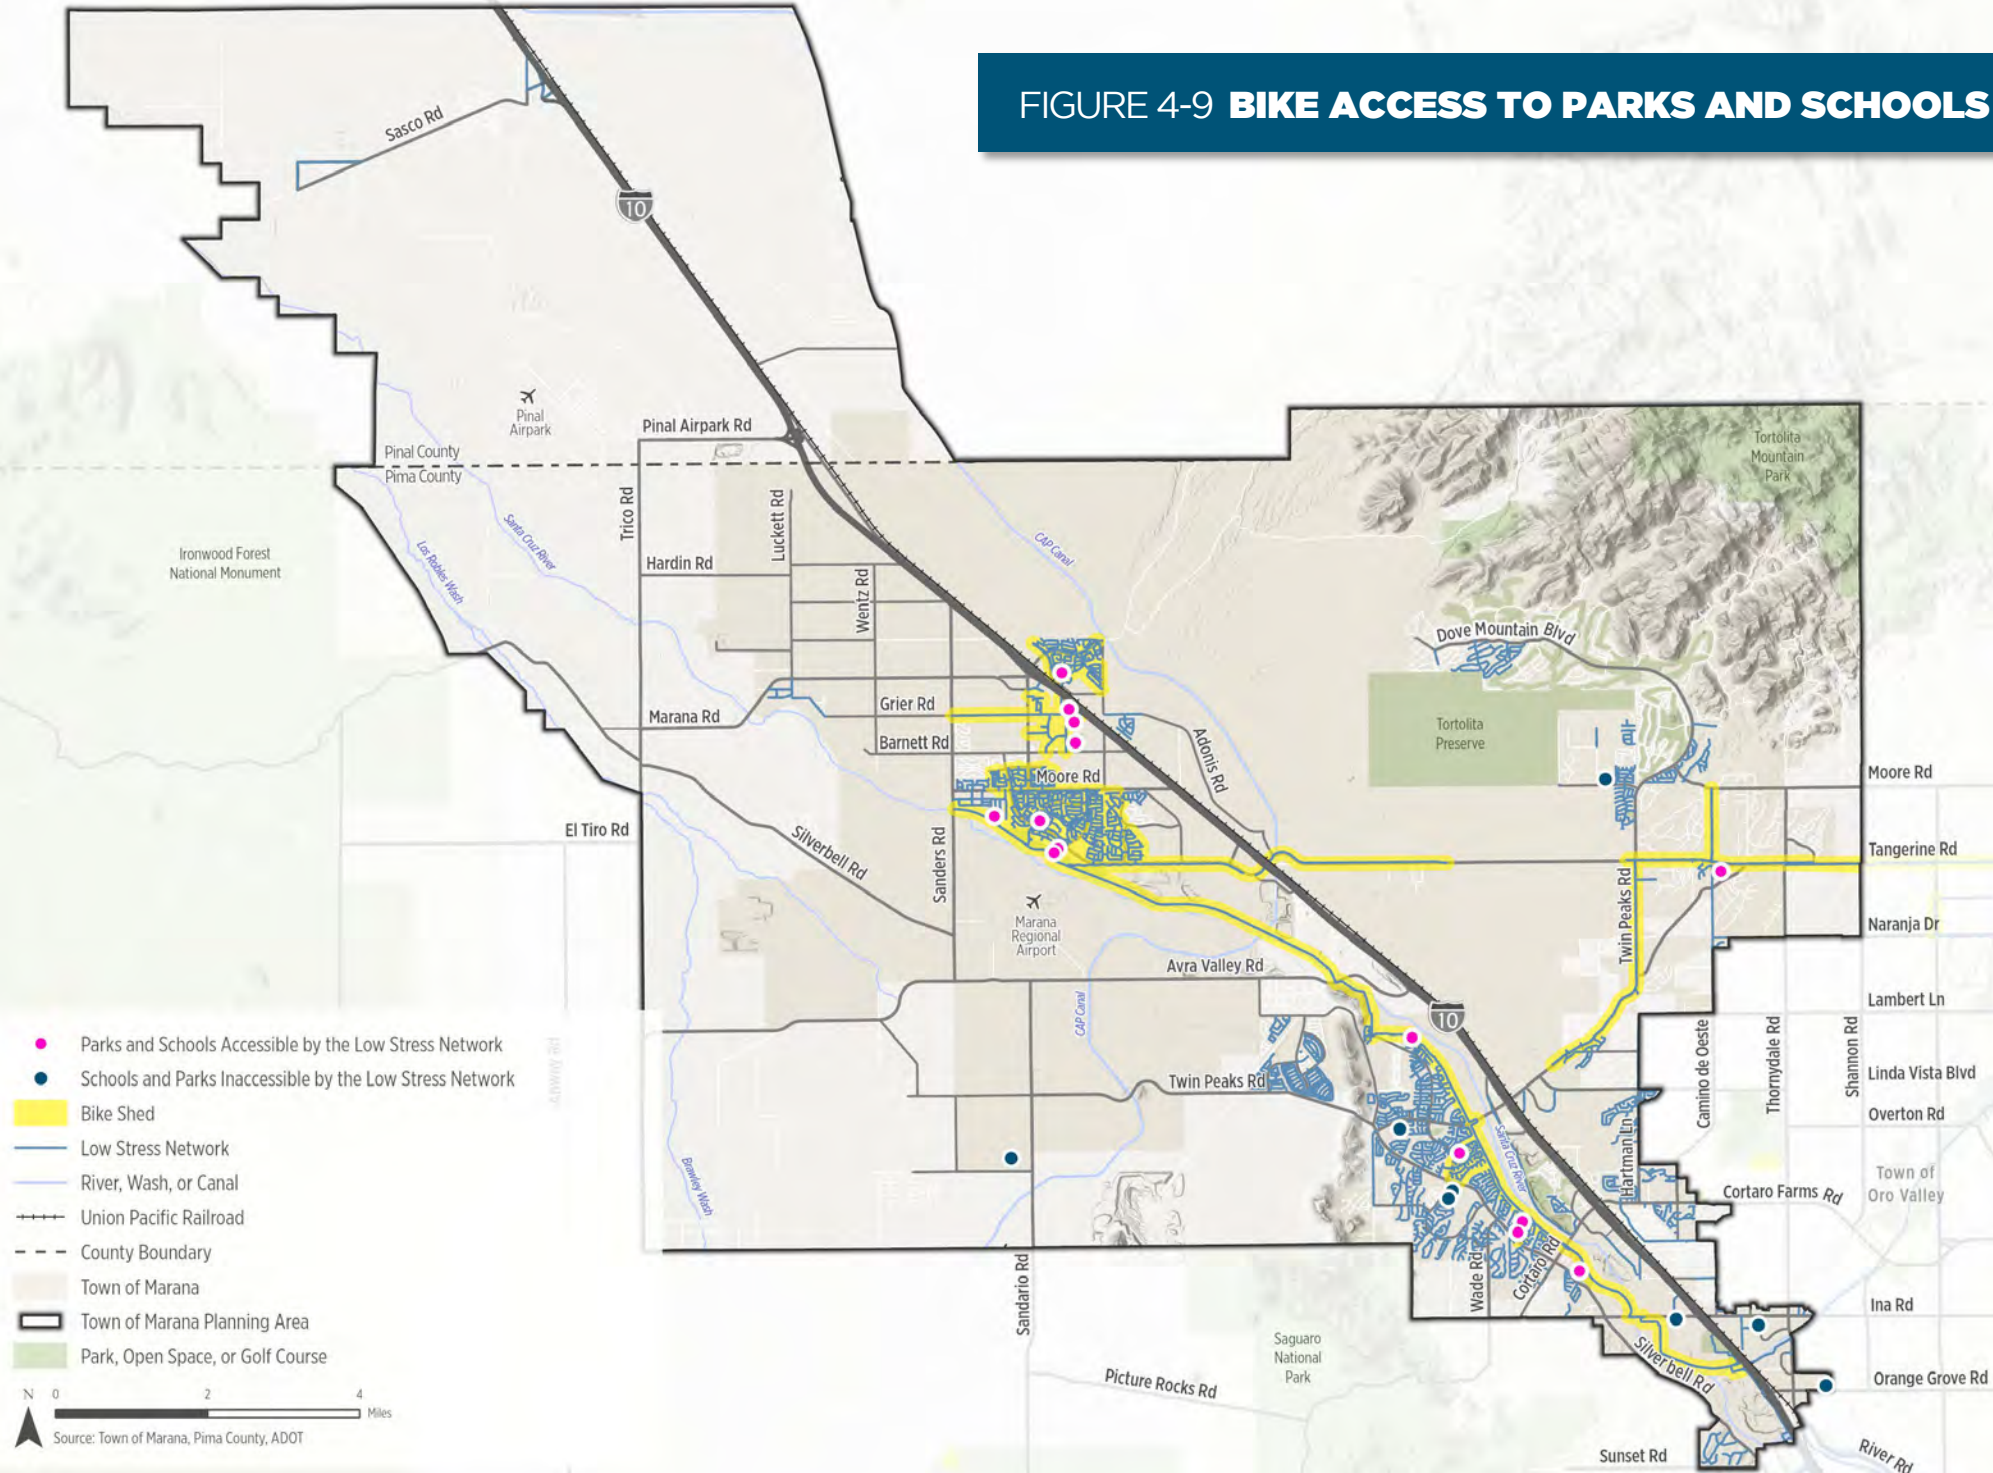 FIGURE 4-9 BIKE ACCESS TO PARKS AND SCHOOLS
Sasco Rd
10
Pinal
Airpark
Pinal Airpark Rd
Pinal County
Pima County
Tortolita
Mountain
Park
Trico Rd
Luckett Rd
Santa Cruz River
Los Robles Wash
CAP Canal
Ironwood Forest
National Monument
Hardin Rd
Wentz Rd
Dove Mountain Blvd
Marana Rd
Grier Rd
Barnett Rd
Adonis Rd
Tortolita
Preserve
Moore Rd
Moore Rd
El Tiro Rd
Silverbell Rd
Sanders Rd
Tangerine Rd
Twin Peaks Rd
Marana
Regional
Airport
Naranja Dr
Avra Valley Rd
CAP Canal
10
Lambert Ln
Camino de Oeste
Thornydale Rd
Shannon Rd
Twin Peaks Rd
Linda Vista Blvd
Overton Rd
Santa Cruz River
Hartman Ln
Brawley Wash
Town of
Oro Valley
Cortaro Farms Rd
Sandario Rd
Wade Rd
Cortaro Rd
Ina Rd
Saguaro
National
Park
Silverbell Rd
Picture Rocks Rd
Orange Grove Rd
Sunset Rd
River Rd
Parks and Schools Accessible by the Low Stress Network
Schools and Parks Inaccessible by the Low Stress Network
Bike Shed
Low Stress Network
River, Wash, or Canal
Union Pacific Railroad
County Boundary
Town of Marana
Town of Marana Planning Area
Park, Open Space, or Golf Course
N 0 2 4
Miles
Source: Town of Marana, Pima County, ADOT